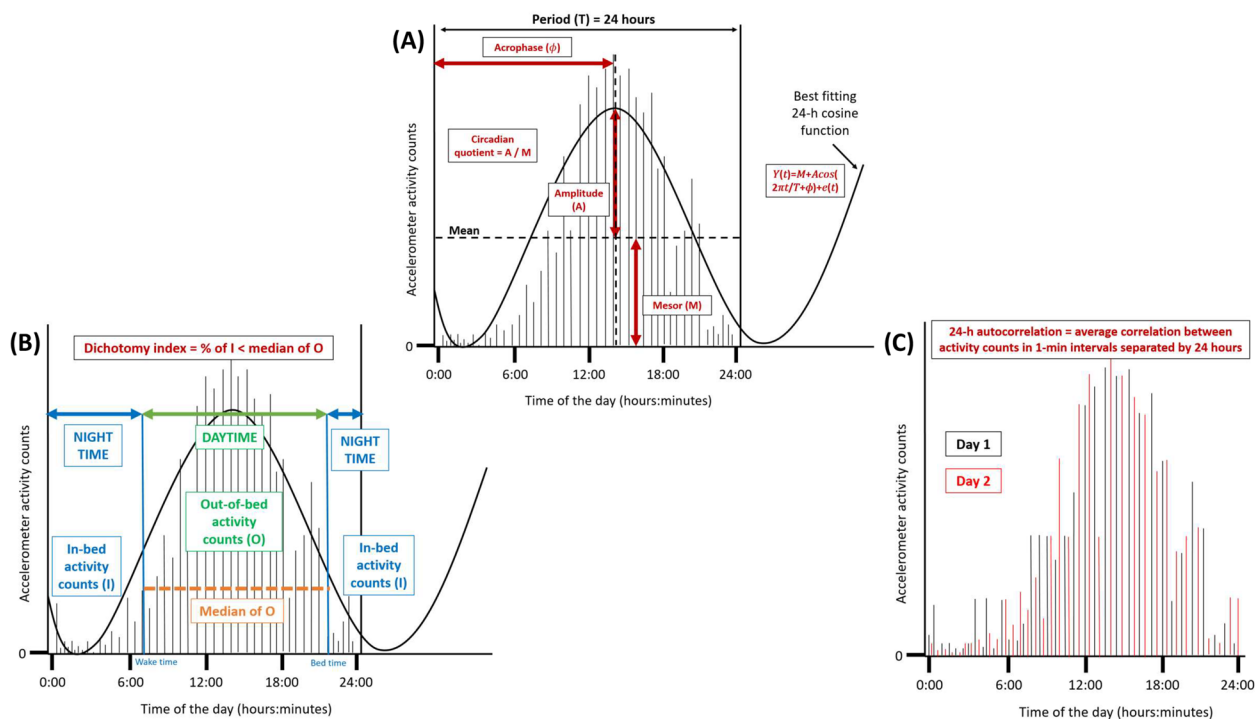 (A)
Period (T) = 24 hours
Acrophase (ϕ)
Accelerometer activity counts
Circadian
quotient = A / M
Amplitude
(A)
Mean
Mesor (M)
Best fitting
24-h cosine
function
Y(t)=M+Acos(
2πt/T+ϕ)+e(t)
0
0:00 6:00 12:00 18:00 24:00
Time of the day (hours:minutes)
(B)
Dichotomy index = % of I < median of O
Accelerometer activity counts
NIGHT
TIME
DAYTIME
NIGHT
TIME
Out-of-bed
activity
counts (O)
In-bed
activity
counts (I)
In-bed
activity
counts (I)
Median of O
0
Wake time
Bed time
0:00 6:00 12:00 18:00 24:00
Time of the day (hours:minutes)
(C)
24-h autocorrelation = average correlation between
activity counts in 1-min intervals separated by 24 hours
Accelerometer activity counts
Day 1
Day 2
0
0:00 6:00 12:00 18:00 24:00
Time of the day (hours:minutes)